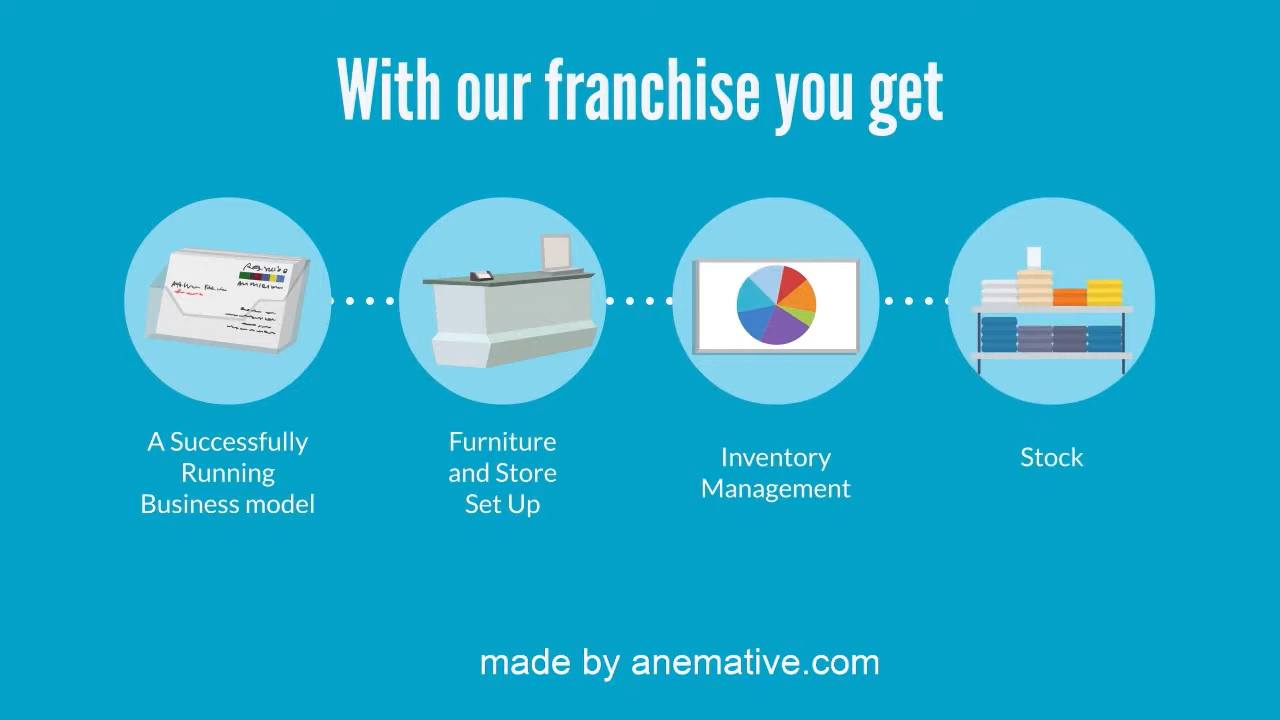 With our franchise you get
A Successfully
Running
Business model
Furniture
and Store
Set Up
Inventory
Management
Stock
made by anemative.com